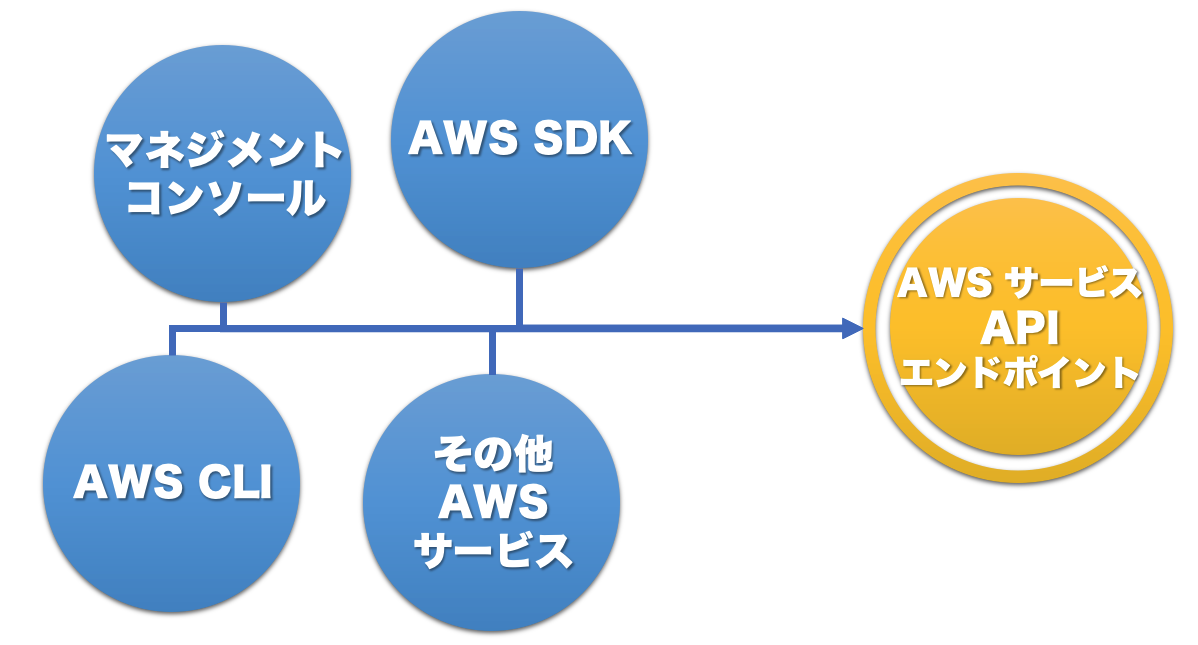 マネジメント
コンソール
AWS SDK
AWS CLI
その他
AWS
サービス
AWS サービス
API
エンドポイント